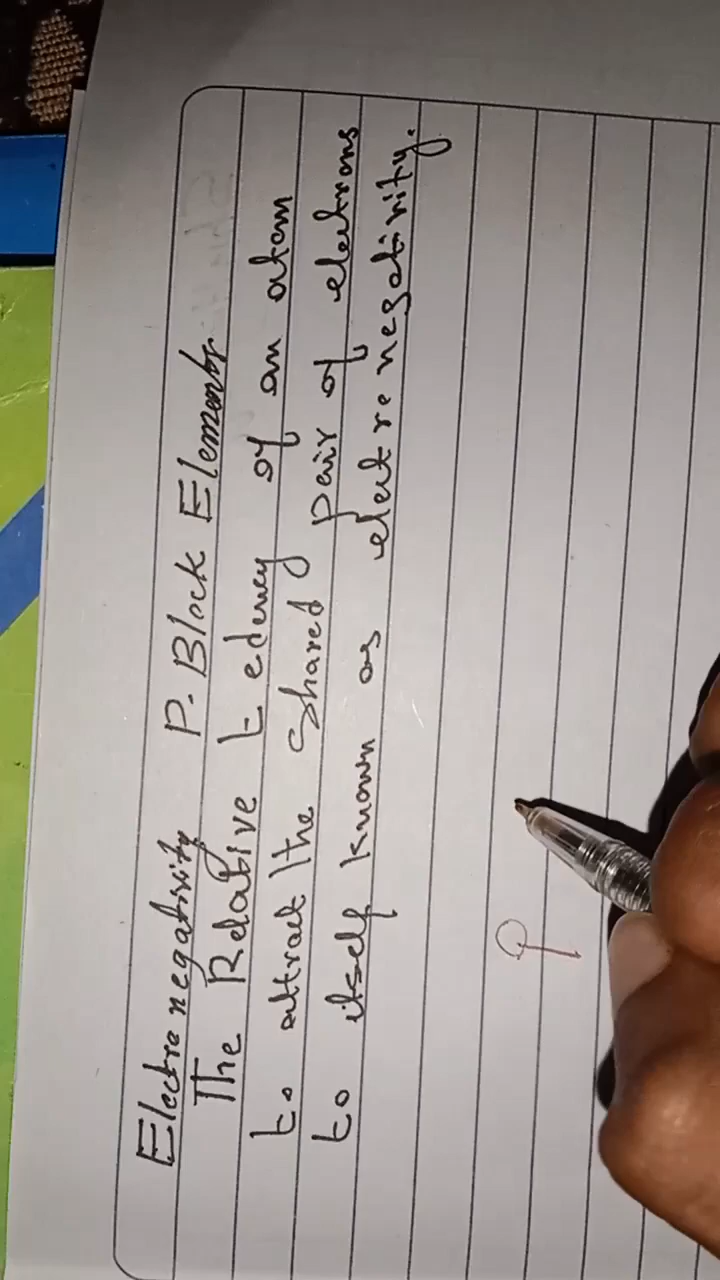 Electronegativity P. Block Elements
The Relative tedency of an atom
to attract the Shared pair of electrons
to itself known as electronegativity.
P